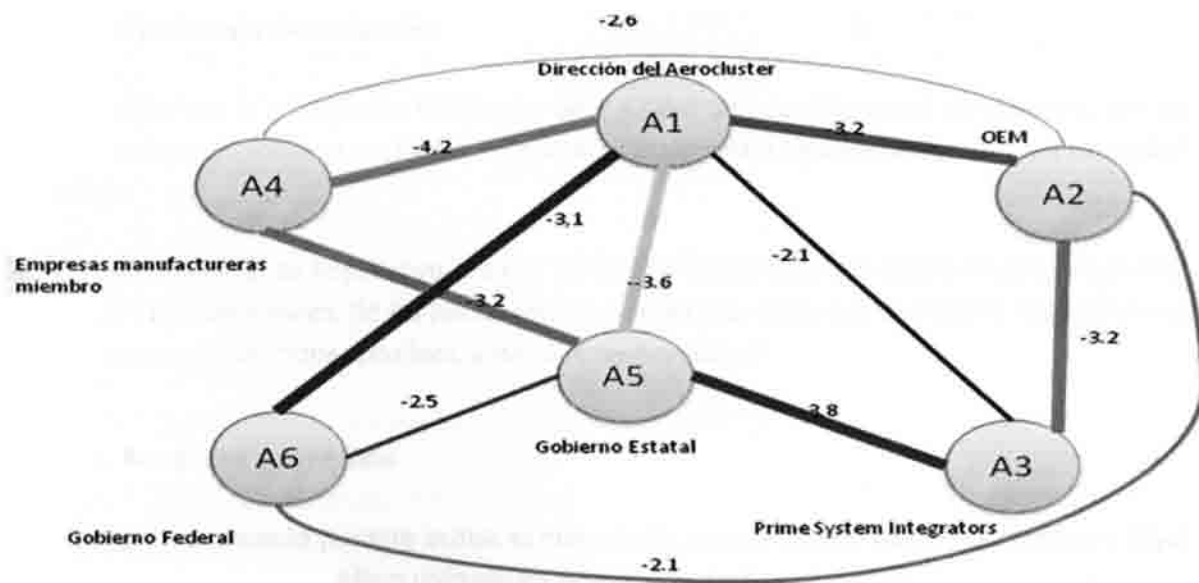 -2,6
Dirección del Aerocluster
A1
-4,2
3.2
OEM
A4
A2
-3,1
-2.1
Empresas manufactureras
miembro
-3,2
-3.6
-3.2
A5
-2.5
3.8
A6
Gobierno Estatal
A3
Gobierno Federal
Prime System Integrators
-2.1